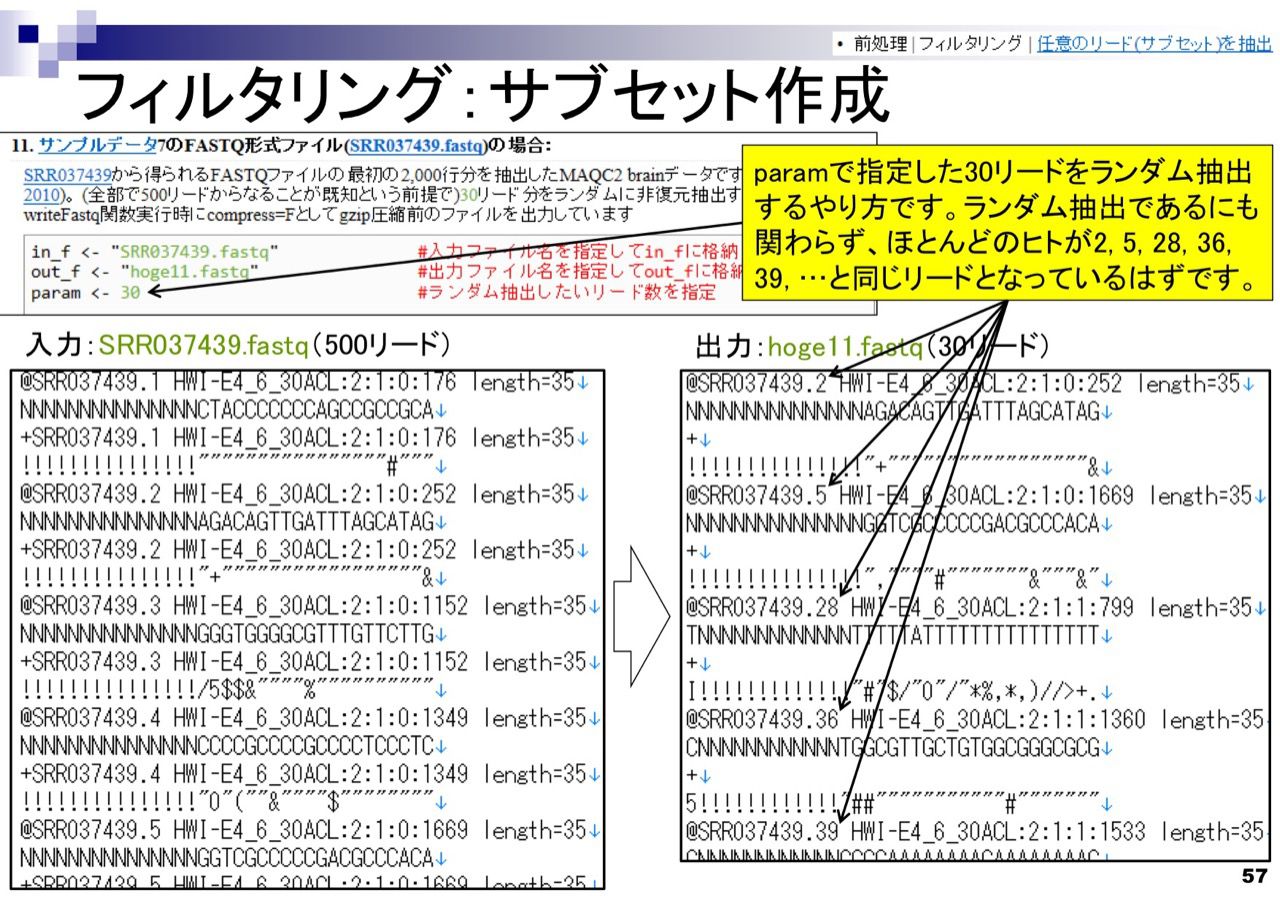 • 前処理 | フィルタリング | 任意のリード(サブセット)を抽出
フィルタリング：サブセット作成
11. サンプルデータ7のFASTQ形式ファイル(SRR037439.fastq)の場合:
SRR037439から得られるFASTQファイルの最初の2,000行分を抽出したMAQC2 brainデータです
2010)。(全部で500リードからなることが既知という前提で)30リード分をランダムに非復元抽出す
writeFastq関数実行時にcompress=Fとしてgzip圧縮前のファイルを出力しています
in_f <- "SRR037439.fastq" #入力ファイル名を指定してin_fに格納
out_f <- "hoge11.fastq" #出力ファイル名を指定してout_fに格納
param <- 30 #ランダム抽出したいリード数を指定
paramで指定した30リードをランダム抽出
するやり方です。ランダム抽出であるにも
関わらず、ほとんどのヒトが2, 5, 28, 36,
39, …と同じリードとなっているはずです。
入力：SRR037439.fastq（500リード）
@SRR037439.1 HWI-E4_6_30ACL:2:1:0:176 length=35↓
NNNNNNNNNNNNNNNCTACCCCCCCAGCCGCCGCA↓
+SRR037439.1 HWI-E4_6_30ACL:2:1:0:176 length=35↓
@SRR037439.2 HWI-E4_6_30ACL:2:1:0:252 length=35↓
NNNNNNNNNNNNNNNAGACAGTTGATTTAGCATAG↓
+SRR037439.2 HWI-E4_6_30ACL:2:1:0:252 length=35↓
@SRR037439.3 HWI-E4_6_30ACL:2:1:0:1152 length=35↓
NNNNNNNNNNNNNNNGGGTGGGGCGTTTGTTCTTG↓
+SRR037439.3 HWI-E4_6_30ACL:2:1:0:1152 length=35↓
@SRR037439.4 HWI-E4_6_30ACL:2:1:0:1349 length=35↓
NNNNNNNNNNNNNNNCCCCGCCCCGCCCCTCCCTC↓
+SRR037439.4 HWI-E4_6_30ACL:2:1:0:1349 length=35↓
@SRR037439.5 HWI-E4_6_30ACL:2:1:0:1669 length=35↓
NNNNNNNNNNNNNNNGGTCGCCCCCGACGCCCACA↓
+SRR037439.5 HWI-E4_6_30ACL:2:1:0:1669 length=35↓
出力：hoge11.fastq（30リード）
@SRR037439.2 HWI-E4_6_30ACL:2:1:0:252 length=35↓
NNNNNNNNNNNNNNNAGACAGTTGATTTAGCATAG↓
+↓
@SRR037439.5 HWI-E4_6_30ACL:2:1:0:1669 length=35↓
NNNNNNNNNNNNNNNGGTCGCCCCCGACGCCCACA↓
+↓
@SRR037439.28 HWI-E4_6_30ACL:2:1:1:799 length=35↓
TNNNNNNNNNNNNTTTTTATTTTTTTTTTTTTTTT↓
+↓
@SRR037439.36 HWI-E4_6_30ACL:2:1:1:1360 length=35
CNNNNNNNNNNNNTGGCGTTGCTGTGGCGGGCGCG↓
+↓
@SRR037439.39 HWI-E4_6_30ACL:2:1:1:1533 length=35
57